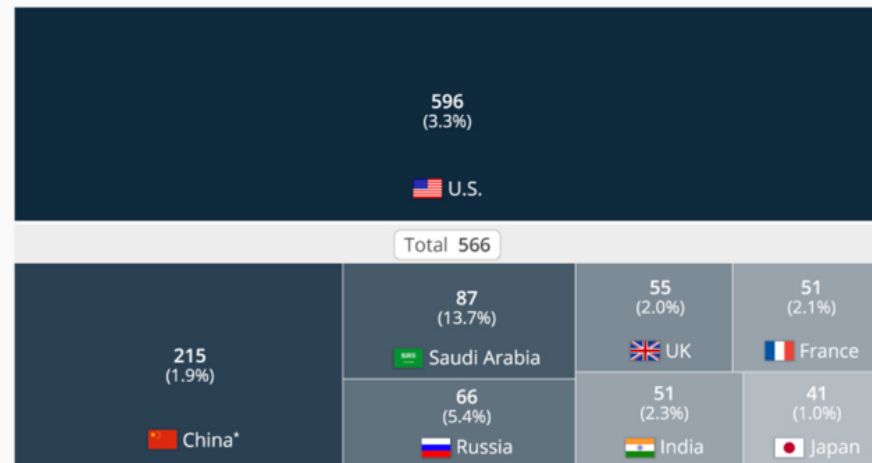 596
(3.3%)
U.S.
Total 566
215
(1.9%)
China*
87
(13.7%)
Saudi Arabia
66
(5.4%)
Russia
55
(2.0%)
UK
51
(2.1%)
France
51
(2.3%)
India
41
(1.0%)
Japan